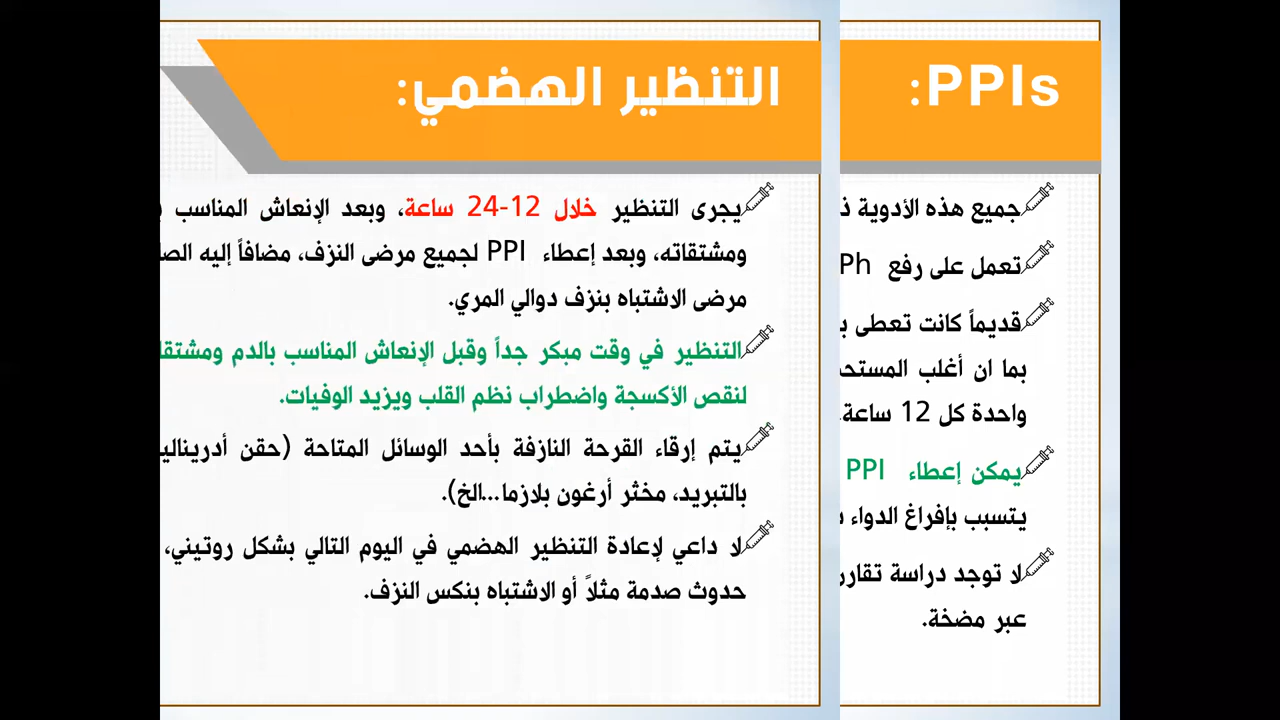 التنظير الهضمي:
يجرى التنظير خلال 12-24 ساعة، وبعد الإنعاش المناسب
ومشتقاته، وبعد إعطاء PPI لجميع مرضى النزف، مضافاً إليه
مرضى الاشتباه بنزف دوالي المري.
التنظير في وقت مبكر جداً وقبل الإنعاش المناسب بالدم
لنقص الأكسجة واضطراب نظم القلب ويزيد الوفيات.
يتم إرقاء القرحة النازفة بأحد الوسائل المتاحة (حقن
بالتبريد، مخثر أرغون بلازما...الخ).
لا داعي لإعادة التنظير الهضمي في اليوم التالي بشكل روتيني،
حدوث صدمة مثلاً أو الاشتباه بنكس النزف.
PPIs:
جميع هذه الأدوية
تعمل على رفع Ph
قديماً كانت تعطى
بما ان أغلب
واحدة كل 12 ساعة
يمكن إعطاء PPI
يتسبب بإفراغ الدواء
لا توجد دراسة
عبر مضخة.